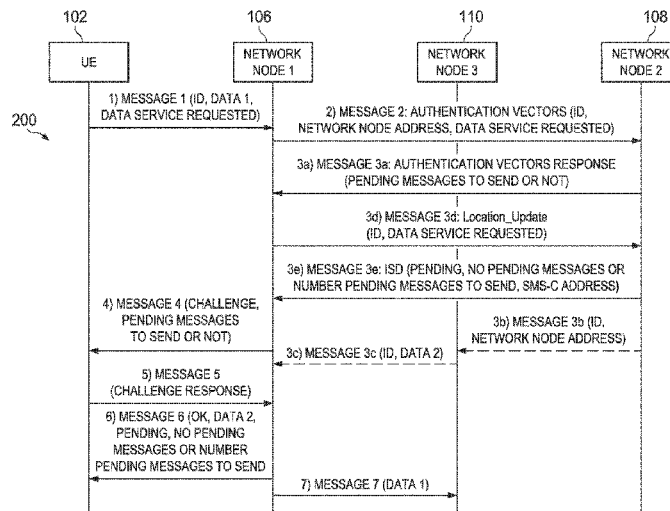 102
106
110
108
UE
NETWORK
NODE 1
NETWORK
NODE 3
NETWORK
NODE 2
200
1) MESSAGE 1 (ID, DATA 1,
DATA SERVICE REQUESTED)
2) MESSAGE 2: AUTHENTICATION VECTORS (ID,
NETWORK NODE ADDRESS, DATA SERVICE REQUESTED)
3a) MESSAGE 3a: AUTHENTICATION VECTORS RESPONSE
(PENDING MESSAGES TO SEND OR NOT)
3d) MESSAGE 3d: Location_Update
(ID, DATA SERVICE REQUESTED)
3e) MESSAGE 3e: ISD (PENDING, NO PENDING MESSAGES OR
NUMBER PENDING MESSAGES TO SEND, SMS-C ADDRESS)
4) MESSAGE 4 (CHALLENGE,
PENDING MESSAGES
TO SEND OR NOT)
3b) MESSAGE 3b (ID,
NETWORK NODE ADDRESS)
3c) MESSAGE 3c (ID, DATA 2)
5) MESSAGE 5
(CHALLENGE RESPONSE)
6) MESSAGE 6 (OK, DATA 2,
PENDING, NO PENDING
MESSAGES OR NUMBER
PENDING MESSAGES TO SEND
7) MESSAGE 7 (DATA 1)